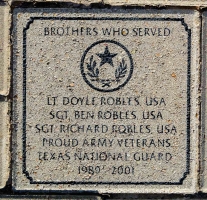 BROTHERS WHO SERVED
LT. DOYLE ROBLES, USA
SGT. BEN ROBLES, USA
SGT. RICHARD ROBLES, USA
PROUD ARMY VETERANS
TEXAS NATIONAL GUARD
1980 - 2001